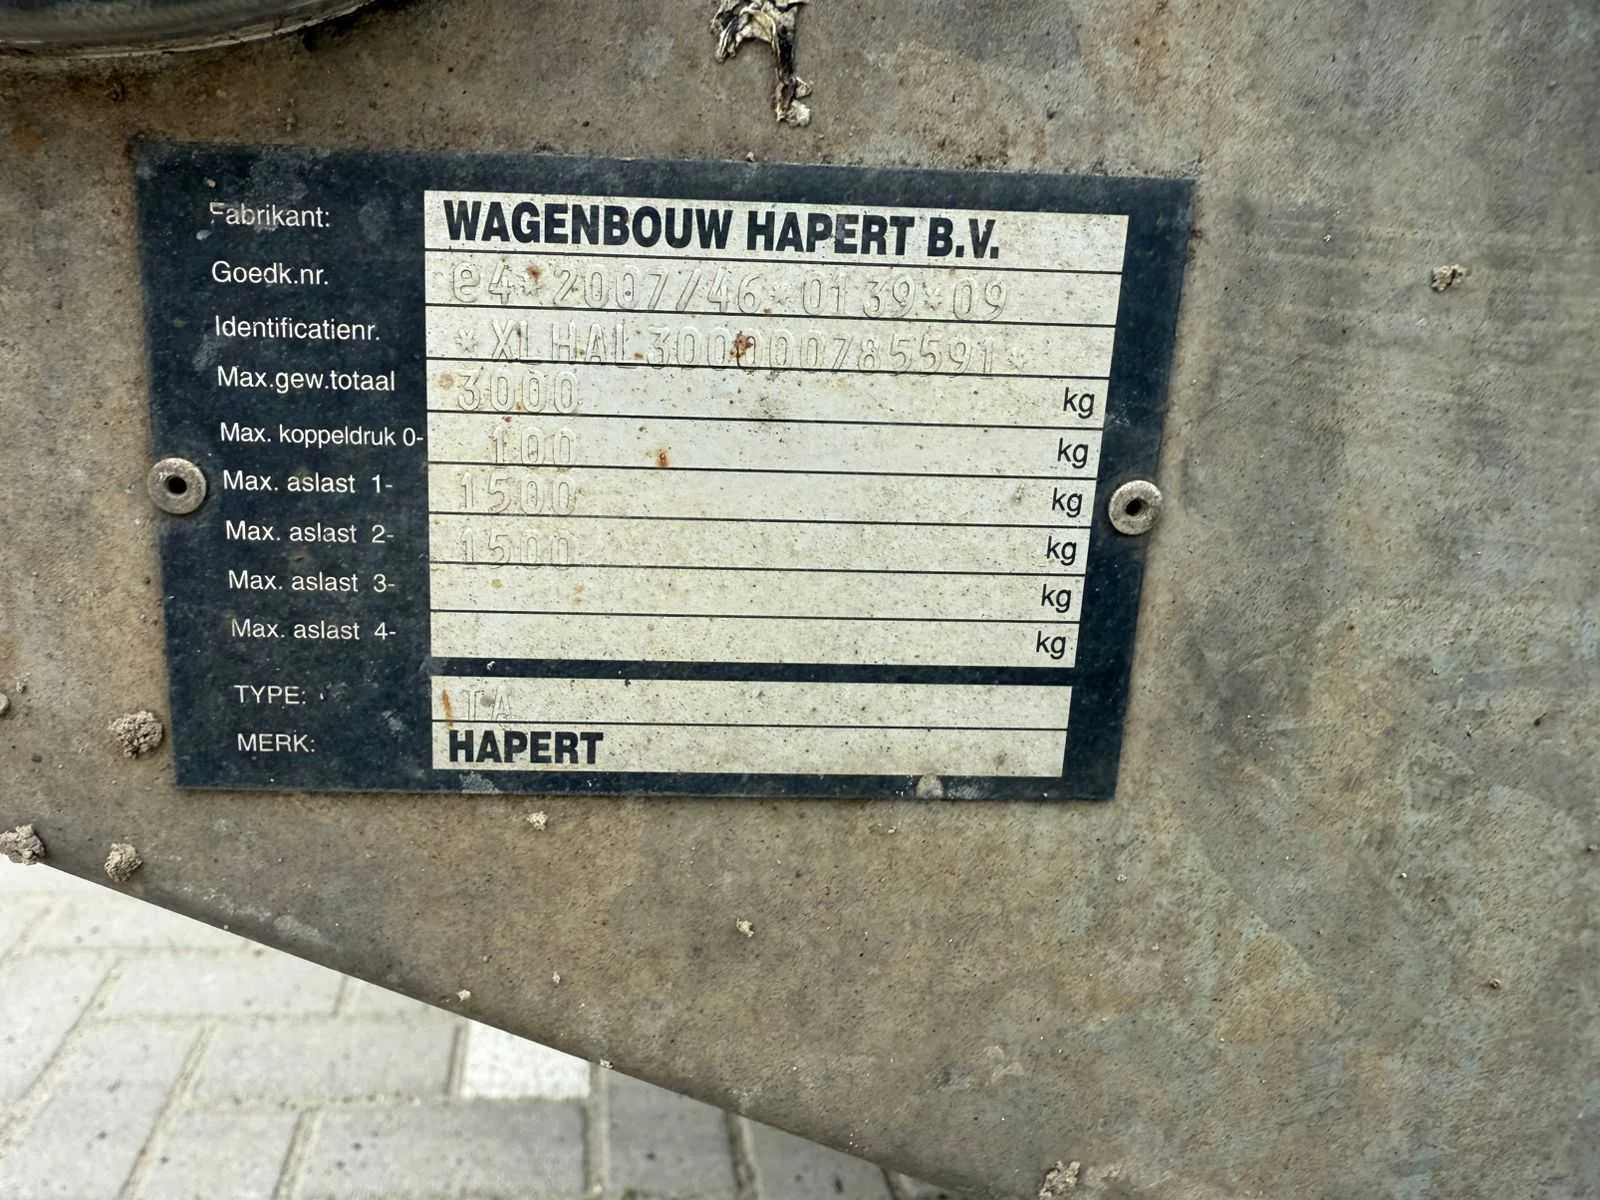 Fabrikant: WAGENBOUW HAPERT B.V.
Goedk.nr. e4*2007/46*0139*09
Identificatienr. *XLHAL300000785591*
Max.gew.totaal 3000 kg
Max. koppeldruk 0- 100 kg
Max. aslast 1- 1500 kg
Max. aslast 2- 1500 kg
Max. aslast 3- kg
Max. aslast 4- kg
TYPE: TA
MERK: HAPERT